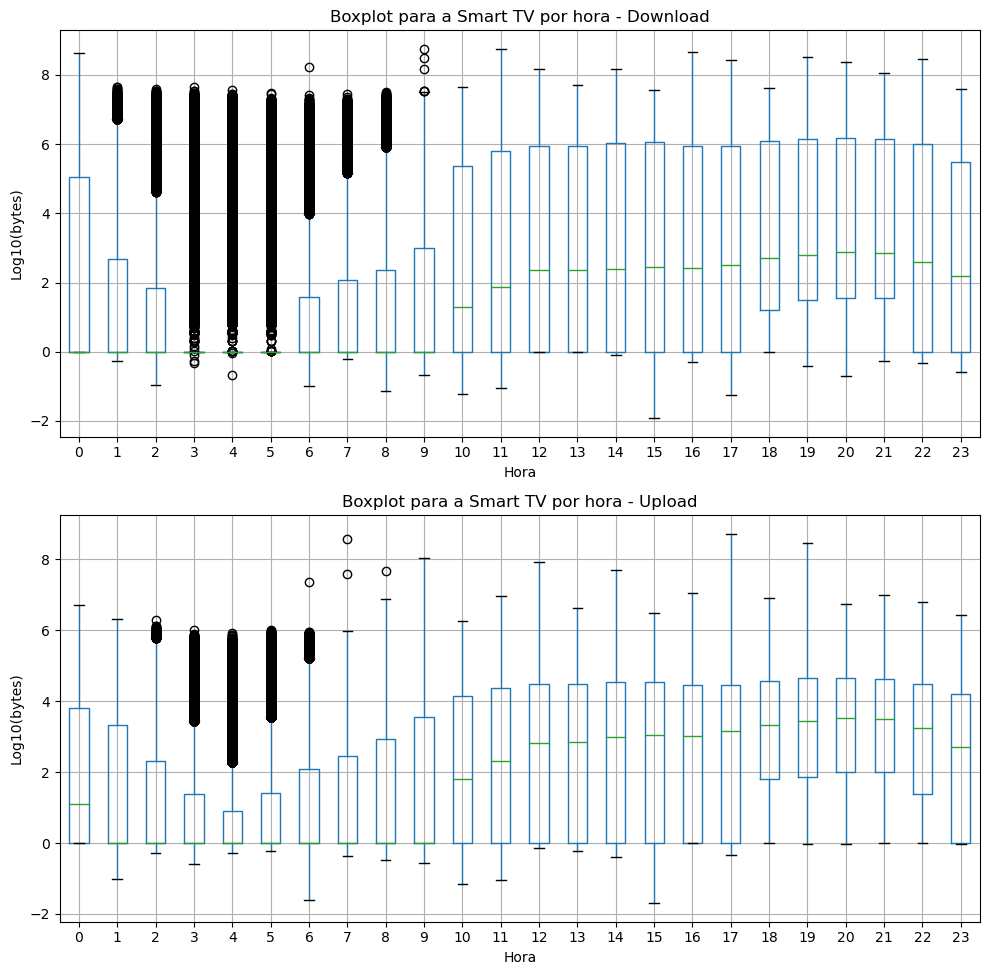 Boxplot para a Smart TV por hora - Download
Log10(bytes)
8
6
4
2
0
−2
0 1 2 3 4 5 6 7 8 9 10 11 12 13 14 15 16 17 18 19 20 21 22 23
Hora
Boxplot para a Smart TV por hora - Upload
Log10(bytes)
8
6
4
2
0
−2
0 1 2 3 4 5 6 7 8 9 10 11 12 13 14 15 16 17 18 19 20 21 22 23
Hora